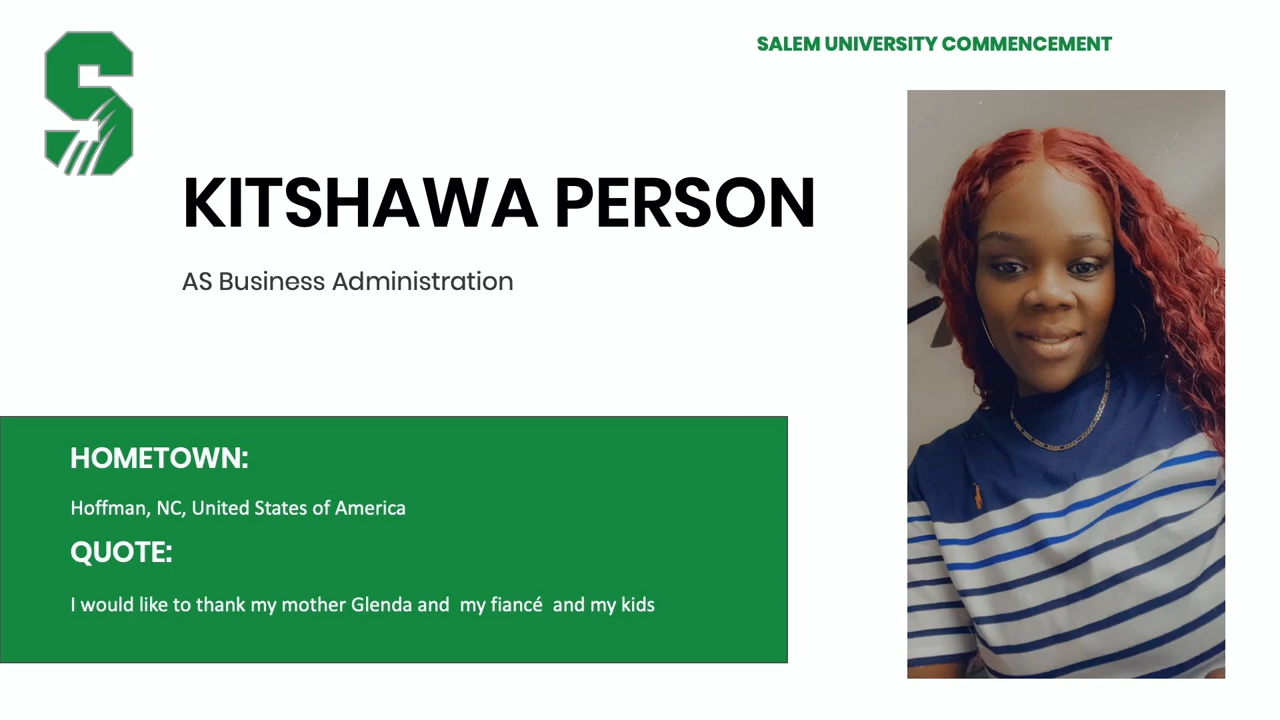 S
SALEM UNIVERSITY COMMENCEMENT
KITSHAWA PERSON
AS Business Administration
HOMETOWN:
Hoffman, NC, United States of America
QUOTE:
I would like to thank my mother Glenda and  my fiancé  and my kids